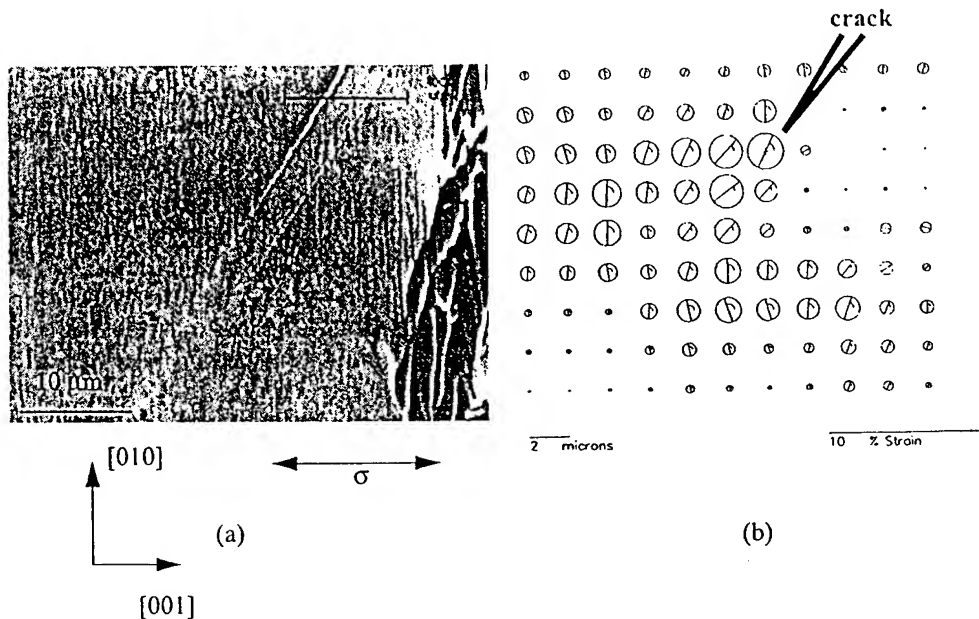 crack
10 μm
2 microns
10 % Strain
[010]
σ
(a)
(b)
[001]